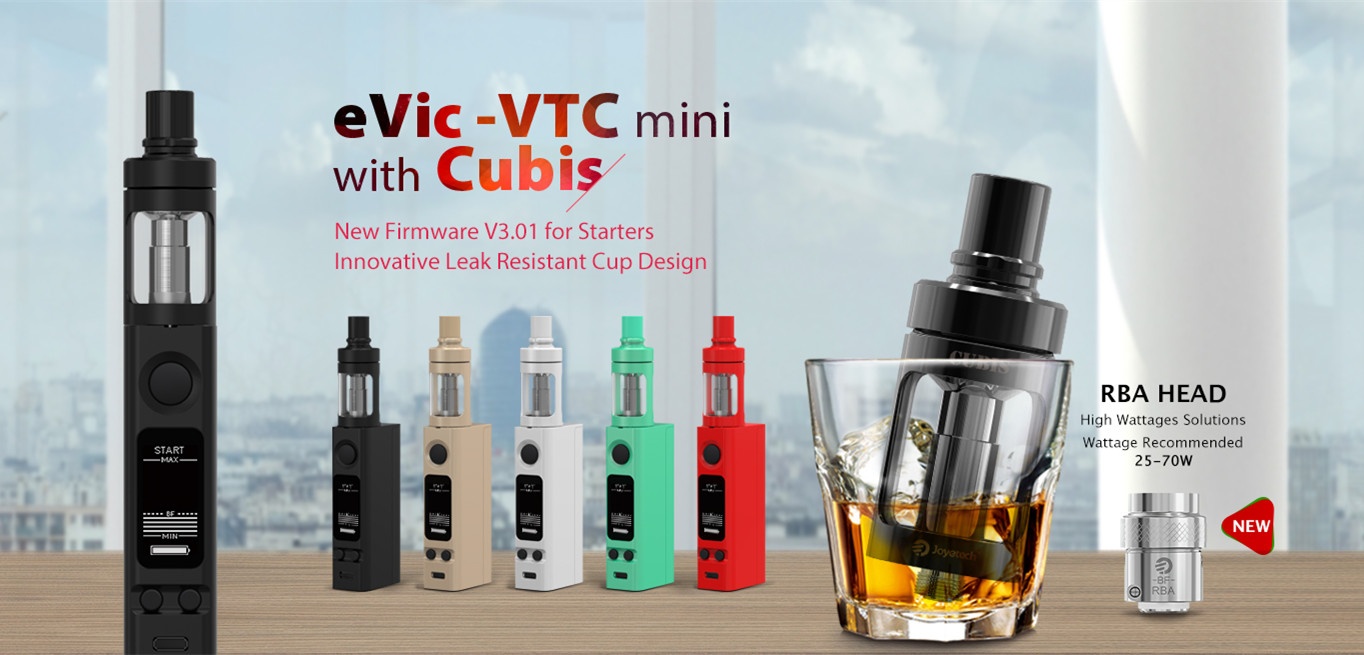 eVic -VTC mini
with Cubis
New Firmware V3.01 for Starters
Innovative Leak Resistant Cup Design
START
MAX
BF
MIN
CUBIS
Joyetech
RBA HEAD
High Wattages Solutions
Wattage Recommended
25-70W
NEW
-BF-
RBA